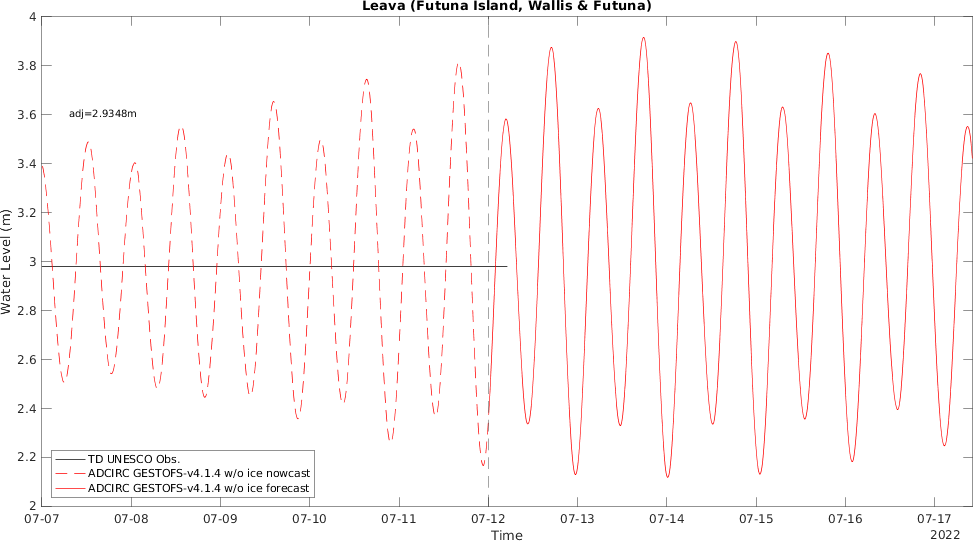 Leava (Futuna Island, Wallis & Futuna)
4
3.8
3.6
3.4
3.2
3
2.8
2.6
2.4
2.2
2
Water Level (m)
adj=2.9348m
TD UNESCO Obs.
ADCIRC GESTOFS-v4.1.4 w/o ice nowcast
ADCIRC GESTOFS-v4.1.4 w/o ice forecast
07-07 07-08 07-09 07-10 07-11 07-12 07-13 07-14 07-15 07-16 07-17
Time
2022